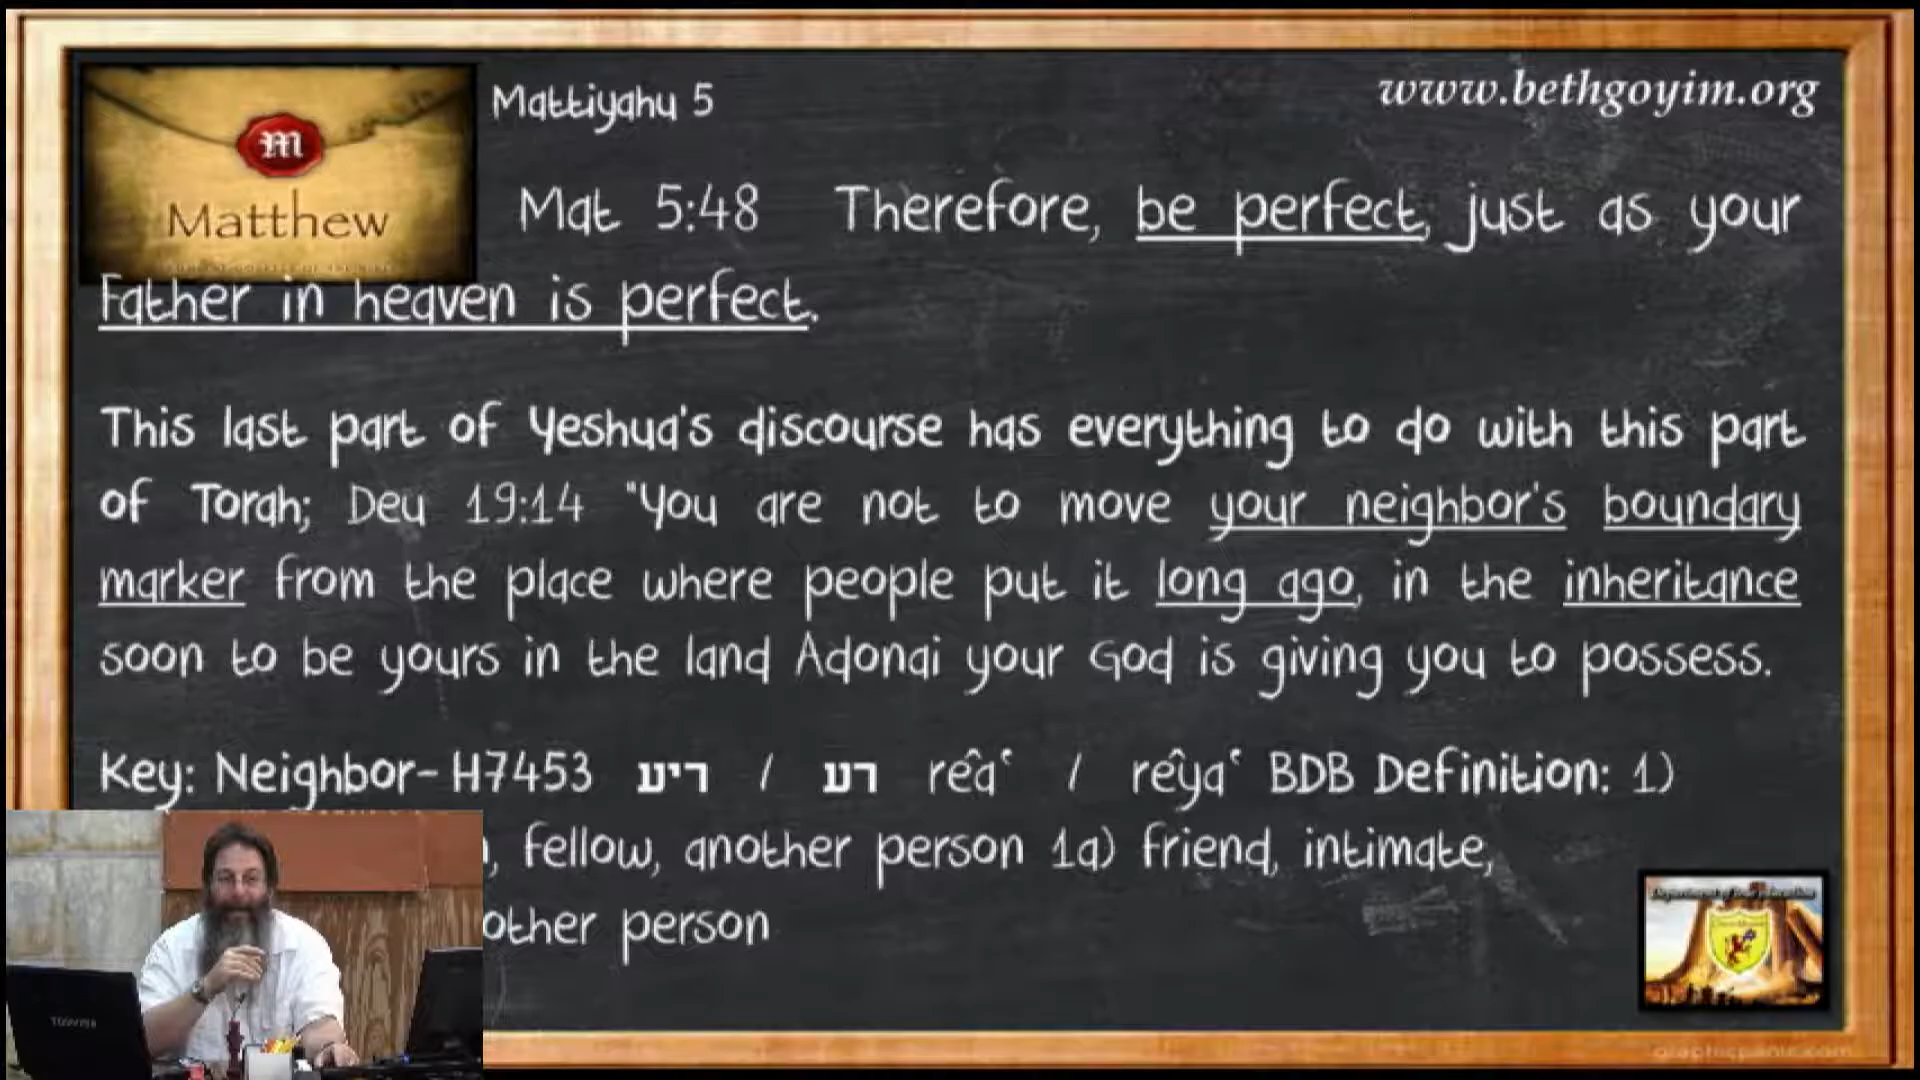 Mattiyahu 5
www.bethgoyim.org
M
Matthew
Mat 5:48 Therefore, be perfect, just as your
Father in heaven is perfect.
This last part of Yeshua's discourse has everything to do with this part
of Torah; Deu 19:14 "You are not to move your neighbor's boundary
marker from the place where people put it long ago, in the inheritance
soon to be yours in the land Adonai your God is giving you to possess.
Key: Neighbor- H7453 ריע / רע rêa‛ / rêya‛ BDB Definition: 1)
, fellow, another person 1a) friend, intimate,
other person
TOSHIBA
graphicpanic.com